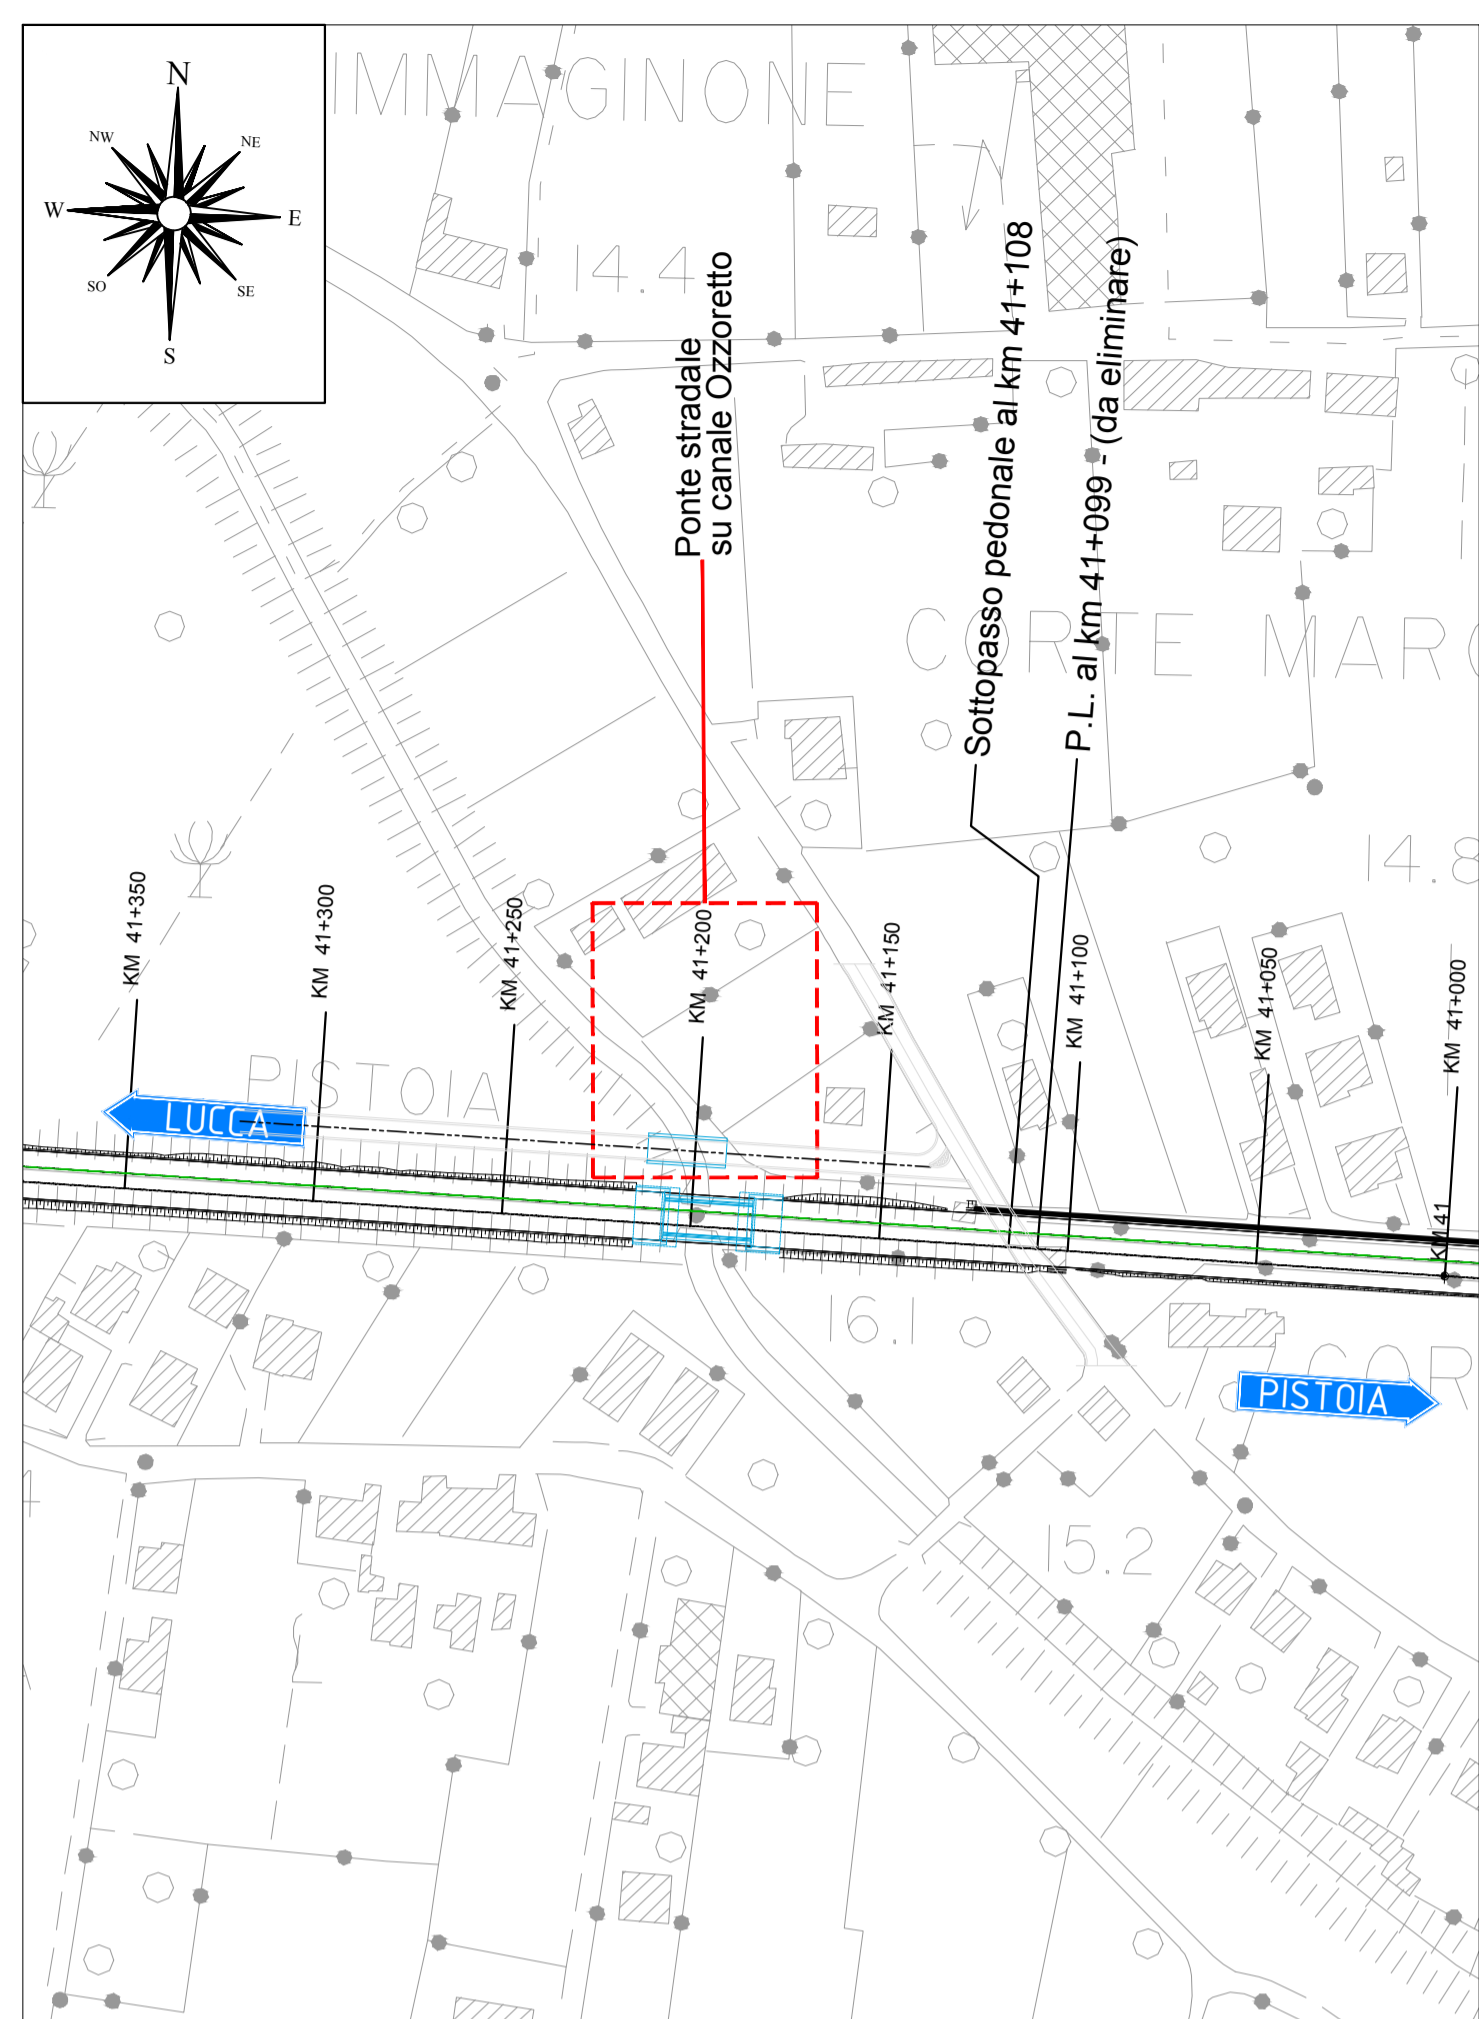 N
NW
NE
W
E
SO
SE
S
IMMAGINONE
14.4
Ponte stradale
su canale Ozzoretto
Sottopasso pedonale al km 41+108
P.L. al km 41+099 - (da eliminare)
CORTE MARC
14.8
KM 41+350
KM 41+300
KM 41+250
KM 41+200
KM 41+150
KM 41+100
KM 41+050
KM 41+000
PISTOIA
LUCCA
KM 41
16.1
COR
PISTOIA
15.2